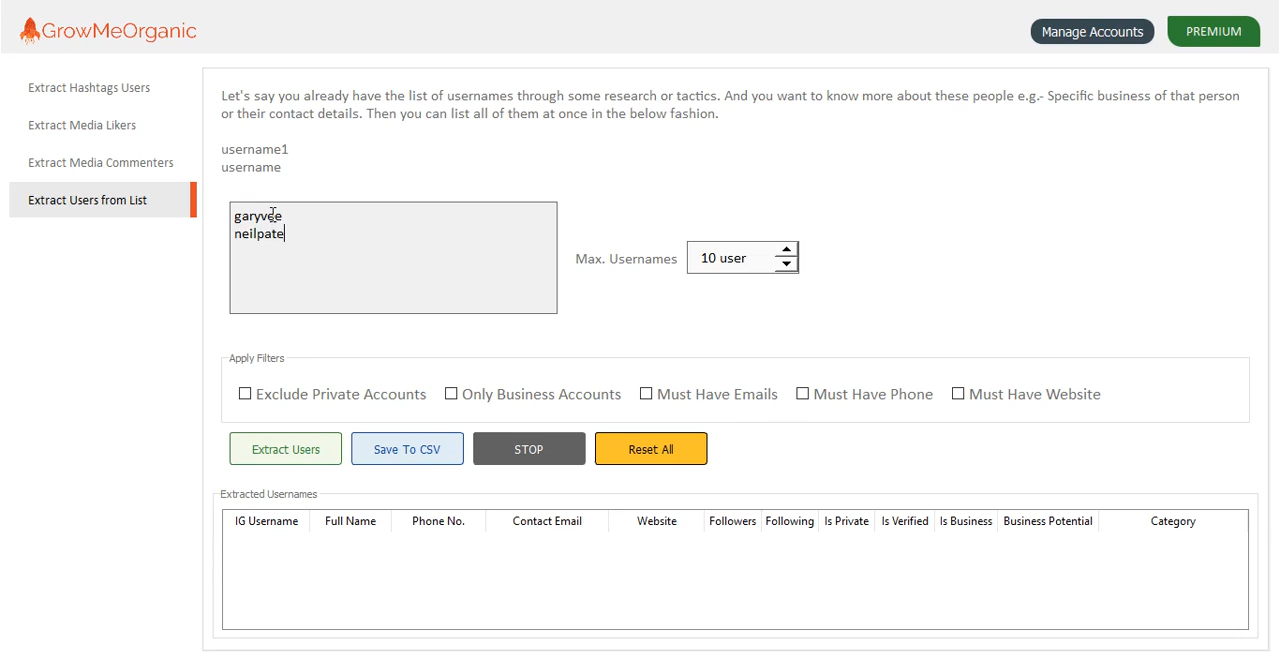 GrowMeOrganic
Manage Accounts
PREMIUM
Extract Hashtags Users
Extract Media Likers
Extract Media Commenters
Extract Users from List
Let's say you already have the list of usernames through some research or tactics. And you want to know more about these people e.g.- Specific business of that person
or their contact details. Then you can list all of them at once in the below fashion.
username1
username
garyvee
neilpate
Max. Usernames
10 user
Apply Filters
Exclude Private Accounts
Only Business Accounts
Must Have Emails
Must Have Phone
Must Have Website
Extract Users
Save To CSV
STOP
Reset All
Extracted Usernames
IG Username
Full Name
Phone No.
Contact Email
Website
Followers
Following
Is Private
Is Verified
Is Business
Business Potential
Category